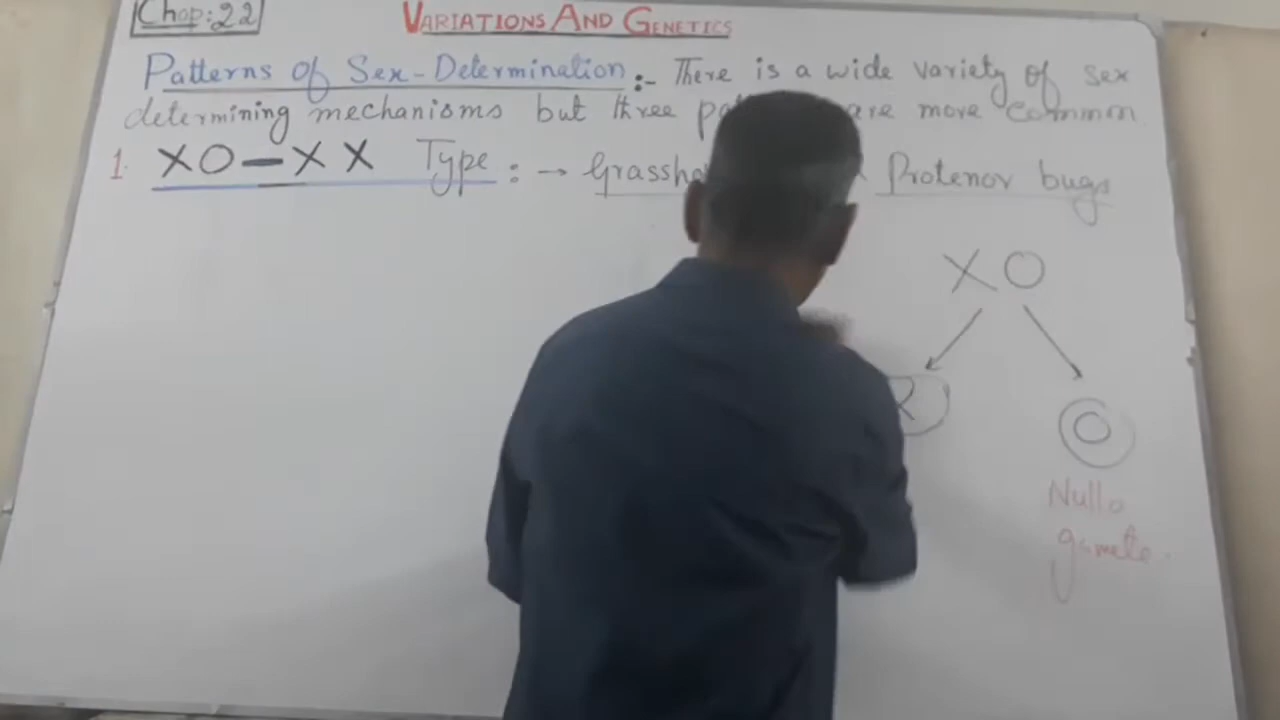 Chap:22
VARIATIONS AND GENETICS
Patterns of Sex-Determination:- There is a wide variety of sex
determining mechanisms but three are more common
1. XO-XX Type: → Protenor bugs
XO
X O
Nullo
gamete.